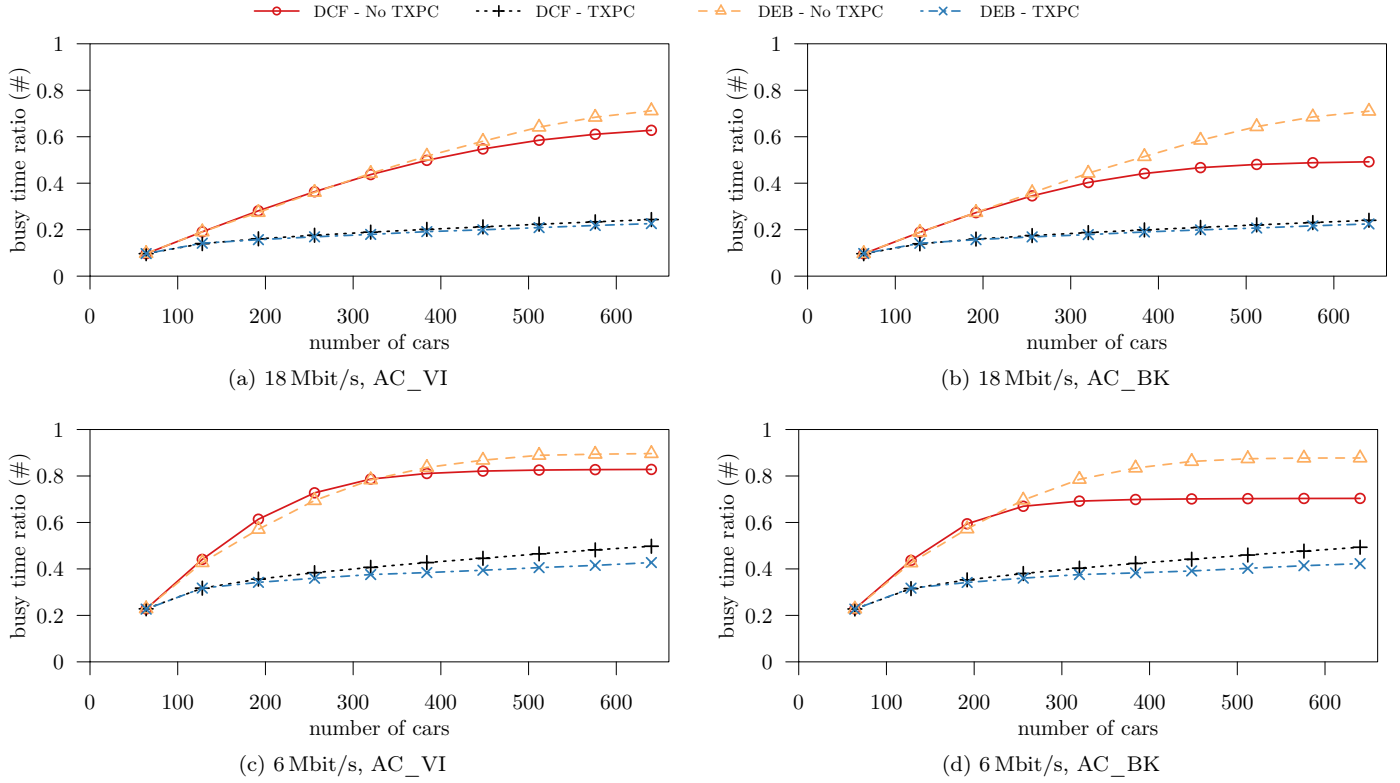 DCF - No TXPC DCF - TXPC DEB - No TXPC DEB - TXPC
busy time ratio (#)
1
0.8
0.6
0.4
0.2
0
0 100 200 300 400 500 600
number of cars
(a) 18 Mbit/s, AC_VI
busy time ratio (#)
1
0.8
0.6
0.4
0.2
0
0 100 200 300 400 500 600
number of cars
(b) 18 Mbit/s, AC_BK
busy time ratio (#)
1
0.8
0.6
0.4
0.2
0
0 100 200 300 400 500 600
number of cars
(c) 6 Mbit/s, AC_VI
busy time ratio (#)
1
0.8
0.6
0.4
0.2
0
0 100 200 300 400 500 600
number of cars
(d) 6 Mbit/s, AC_BK